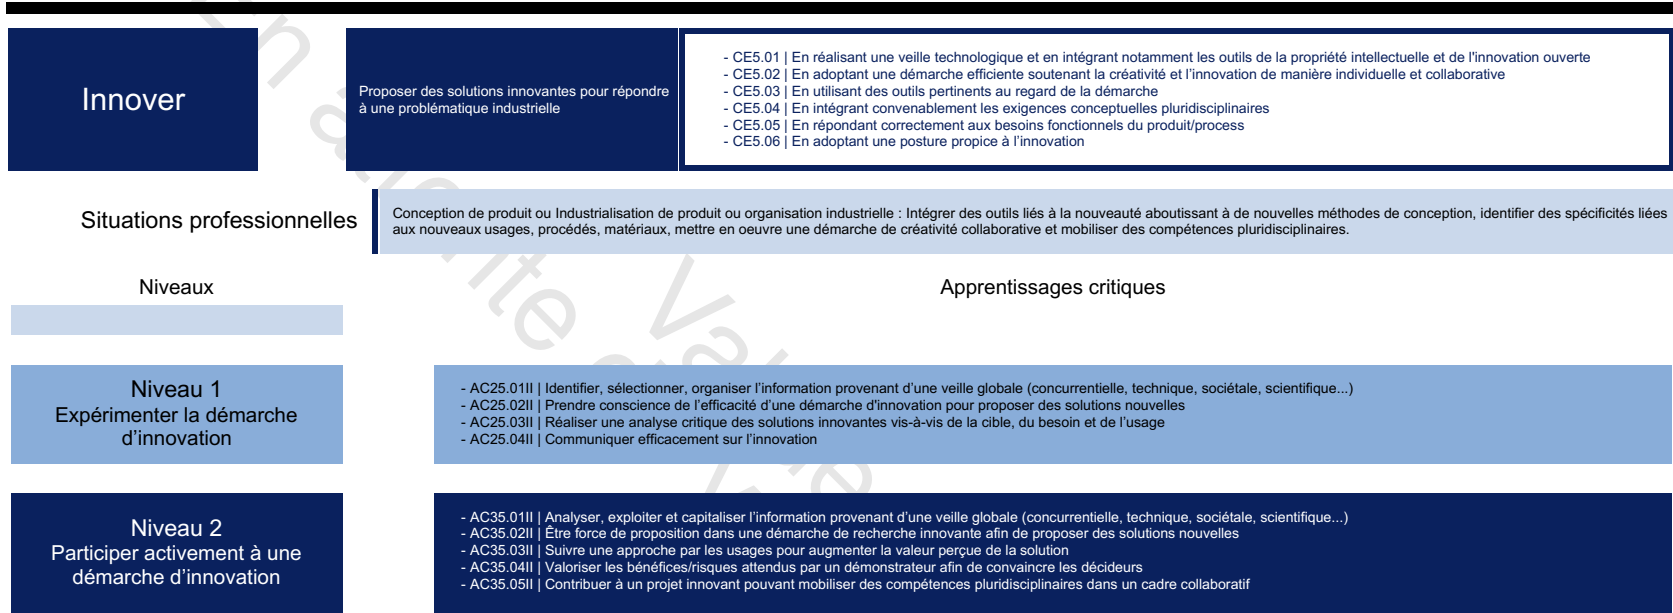 Innover
Proposer des solutions innovantes pour répondre
à une problématique industrielle
- CE5.01 | En réalisant une veille technologique et en intégrant notamment les outils de la propriété intellectuelle et de l'innovation ouverte
- CE5.02 | En adoptant une démarche efficiente soutenant la créativité et l’innovation de manière individuelle et collaborative
- CE5.03 | En utilisant des outils pertinents au regard de la démarche
- CE5.04 | En intégrant convenablement les exigences conceptuelles pluridisciplinaires
- CE5.05 | En répondant correctement aux besoins fonctionnels du produit/process
- CE5.06 | En adoptant une posture propice à l’innovation
Situations professionnelles
Conception de produit ou Industrialisation de produit ou organisation industrielle : Intégrer des outils liés à la nouveauté aboutissant à de nouvelles méthodes de conception, identifier des spécificités liées
aux nouveaux usages, procédés, matériaux, mettre en oeuvre une démarche de créativité collaborative et mobiliser des compétences pluridisciplinaires.
Niveaux
Apprentissages critiques
Niveau 1
Expérimenter la démarche
d’innovation
- AC25.01II | Identifier, sélectionner, organiser l’information provenant d’une veille globale (concurrentielle, technique, sociétale, scientifique...)
- AC25.02II | Prendre conscience de l’efficacité d’une démarche d'innovation pour proposer des solutions nouvelles
- AC25.03II | Réaliser une analyse critique des solutions innovantes vis-à-vis de la cible, du besoin et de l’usage
- AC25.04II | Communiquer efficacement sur l’innovation
Niveau 2
Participer activement à une
démarche d’innovation
- AC35.01II | Analyser, exploiter et capitaliser l’information provenant d’une veille globale (concurrentielle, technique, sociétale, scientifique...)
- AC35.02II | Être force de proposition dans une démarche de recherche innovante afin de proposer des solutions nouvelles
- AC35.03II | Suivre une approche par les usages pour augmenter la valeur perçue de la solution
- AC35.04II | Valoriser les bénéfices/risques attendus par un démonstrateur afin de convaincre les décideurs
- AC35.05II | Contribuer à un projet innovant pouvant mobiliser des compétences pluridisciplinaires dans un cadre collaboratif